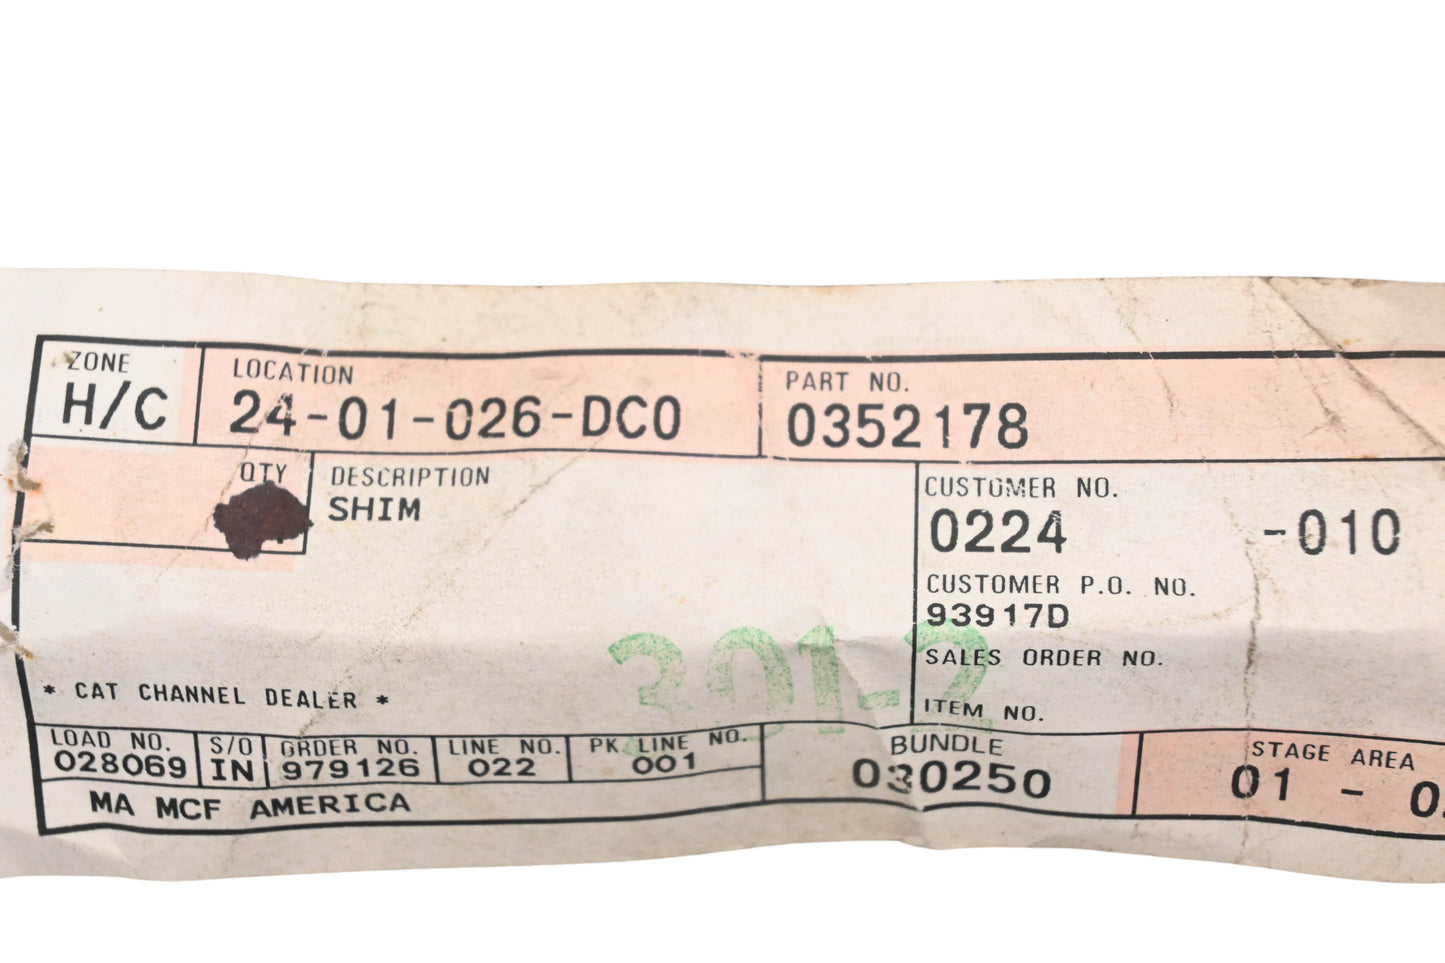 ZONE LOCATION PART NO.
H/C 24-01-026-DC0 0352178
QTY DESCRIPTION CUSTOMER NO.
SHIM 0224 -010
CUSTOMER P.O. NO.
93917D
301-2
SALES ORDER NO.
* CAT CHANNEL DEALER * ITEM NO.
LOAD NO. S/O ORDER NO. LINE NO. PK LINE NO. BUNDLE STAGE AREA
028069 IN 979126 022 001 030250 01 - 0
MA MCF AMERICA